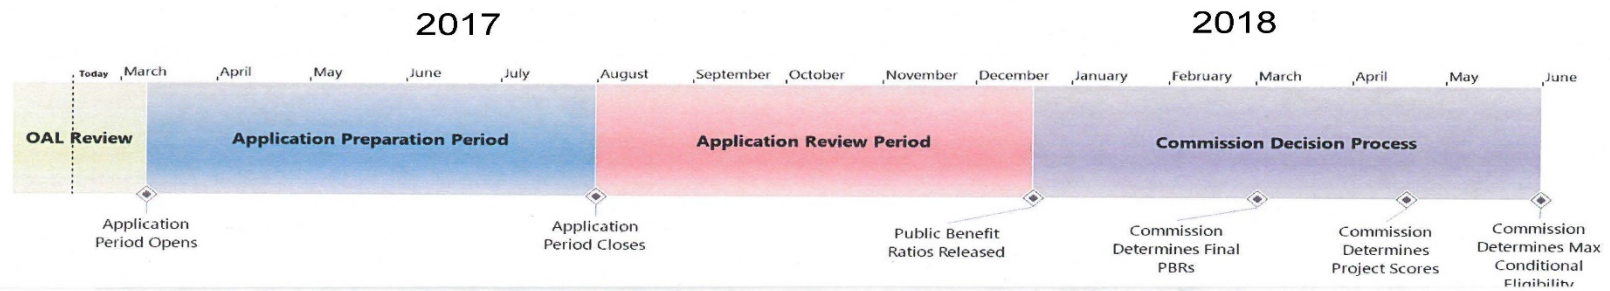 2017 2018
Today March April May June July August September October November December January February March April May June
OAL Review Application Preparation Period Application Review Period Commission Decision Process
Application
Period Opens
Application
Period Closes
Public Benefit
Ratios Released
Commission
Determines Final
PBRs
Commission
Determines
Project Scores
Commission
Determines Max
Conditional
Eligibility